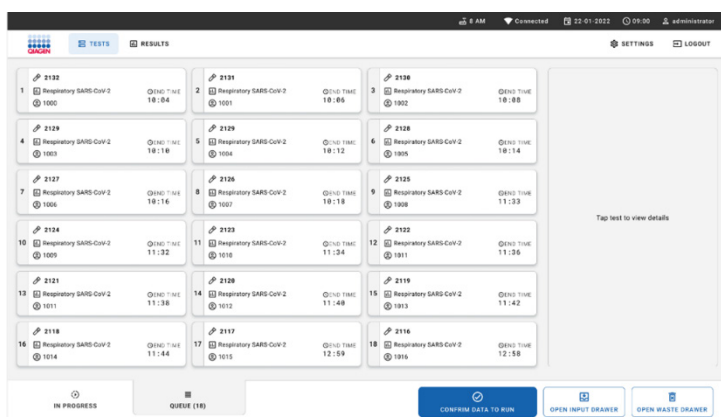 6 AM Connected 22-01-2022 09:00 administrator
QIAGEN TESTS RESULTS SETTINGS LOGOUT
2132 2131 2130
1 Respiratory SARS-CoV-2 END TIME 2 Respiratory SARS-CoV-2 END TIME 3 Respiratory SARS-CoV-2 END TIME
1000 10:04 1001 10:06 1002 10:08
2129 2129 2128
4 Respiratory SARS-CoV-2 END TIME 5 Respiratory SARS-CoV-2 END TIME 6 Respiratory SARS-CoV-2 END TIME
1003 10:10 1004 10:12 1005 10:14
2127 2126 2125
7 Respiratory SARS-CoV-2 END TIME 8 Respiratory SARS-CoV-2 END TIME 9 Respiratory SARS-CoV-2 END TIME
1006 10:16 1007 10:18 1008 11:33
Tap test to view details
2124 2123 2122
10 Respiratory SARS-CoV-2 END TIME 11 Respiratory SARS-CoV-2 END TIME 12 Respiratory SARS-CoV-2 END TIME
1009 11:32 1010 11:34 1011 11:36
2121 2120 2119
13 Respiratory SARS-CoV-2 END TIME 14 Respiratory SARS-CoV-2 END TIME 15 Respiratory SARS-CoV-2 END TIME
1011 11:38 1012 11:40 1013 11:42
2118 2117 2116
16 Respiratory SARS-CoV-2 END TIME 17 Respiratory SARS-CoV-2 END TIME 18 Respiratory SARS-CoV-2 END TIME
1014 11:44 1015 12:59 1016 12:58
IN PROGRESS QUEUE (18) CONFRIM DATA TO RUN OPEN INPUT DRAWER OPEN WASTE DRAWER